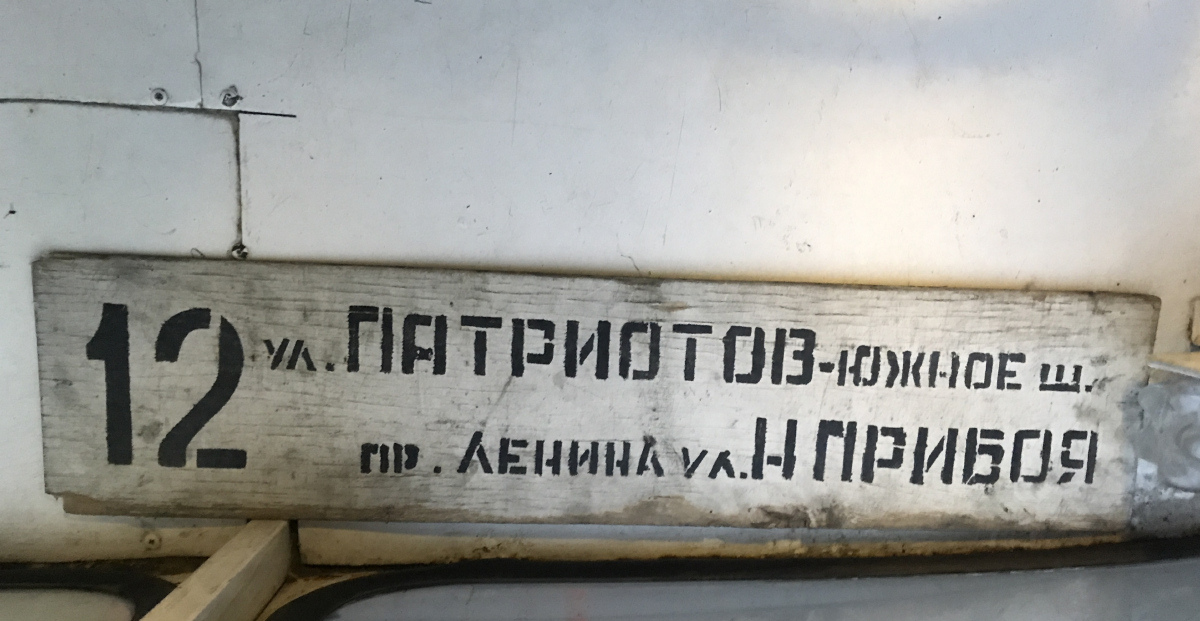 12 ул. ПАТРИОТОВ-ЮЖНОЕ Ш.
ПР. ЛЕНИНА УЛ. Н ПРИБОЯ